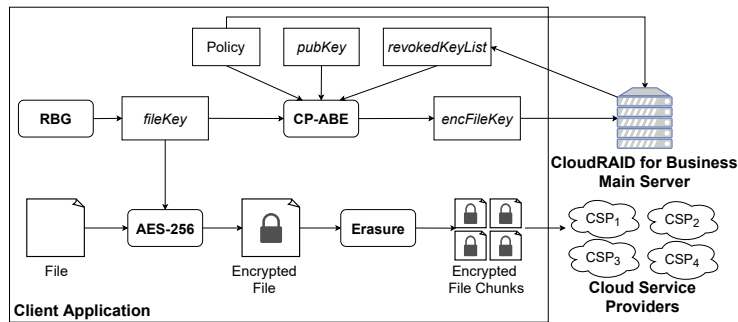 Policy
pubKey
revokedKeyList
RBG
fileKey
CP-ABE
encFileKey
CloudRAID for Business
Main Server
AES-256
Erasure
File
Encrypted
File
Encrypted
File Chunks
CSP1
CSP2
CSP3
CSP4
Cloud Service
Providers
Client Application